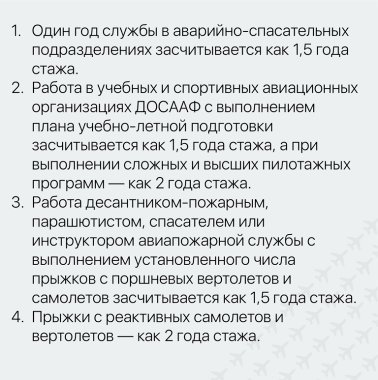 1. Один год службы в аварийно-спасательных
подразделениях засчитывается как 1,5 года
стажа.
2. Работа в учебных и спортивных авиационных
организациях ДОСААФ с выполнением
плана учебно-летной подготовки
засчитывается как 1,5 года стажа, а при
выполнении сложных и высших пилотажных
программ — как 2 года стажа.
3. Работа десантником-пожарным,
парашютистом, спасателем или
инструктором авиапожарной службы с
выполнением установленного числа
прыжков с поршневых вертолетов и
самолетов засчитывается как 1,5 года стажа.
4. Прыжки с реактивных самолетов и
вертолетов — как 2 года стажа.